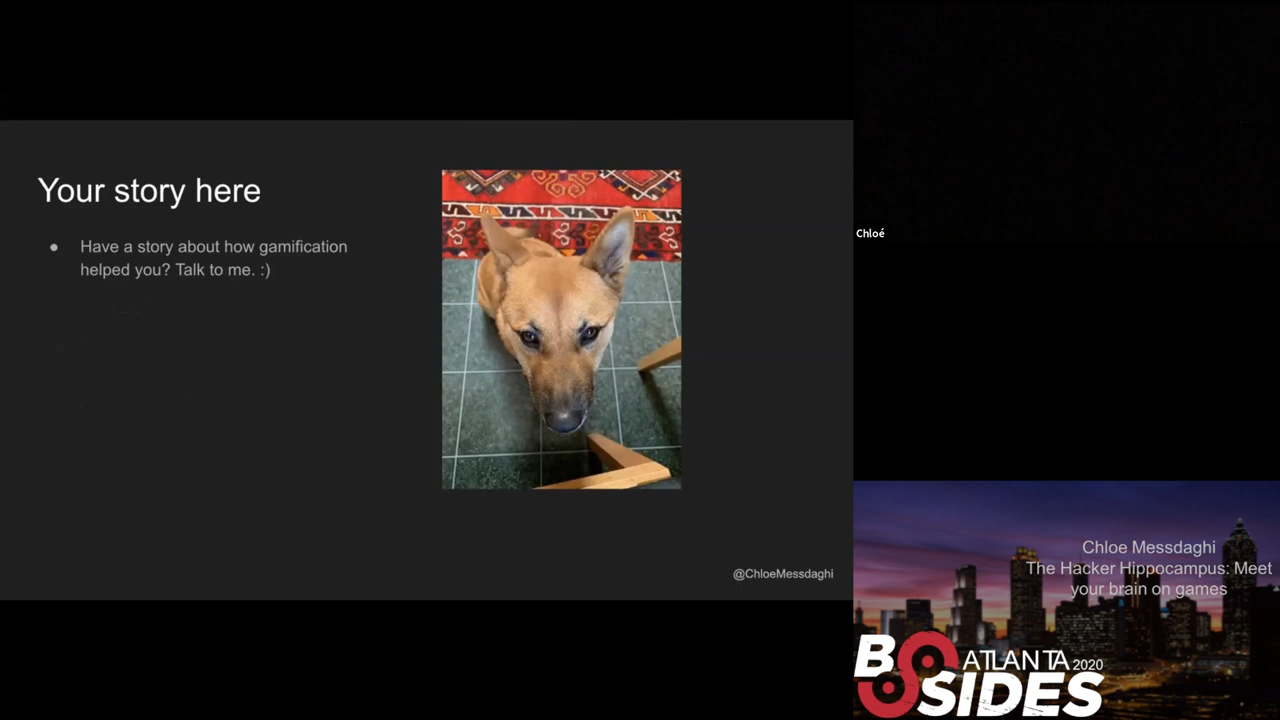 Your story here
● Have a story about how gamification
helped you? Talk to me. :)
@ChloeMessdaghi
Chloé
Chloe Messdaghi
The Hacker Hippocampus: Meet
your brain on games
BSIDES
ATLANTA 2020